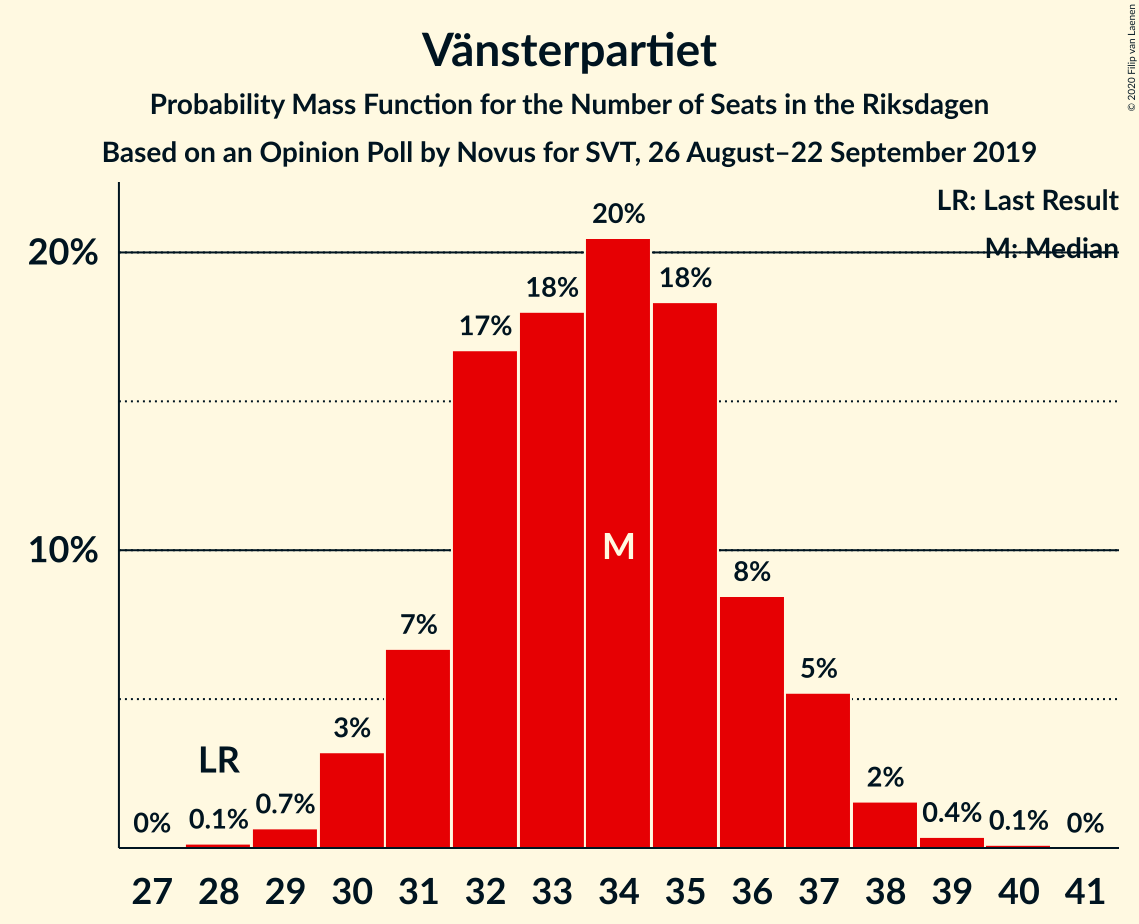 Vänsterpartiet
Probability Mass Function for the Number of Seats in the Riksdagen
Based on an Opinion Poll by Novus for SVT, 26 August–22 September 2019
© 2020 Filip van Laenen
LR: Last Result
M: Median
20%
10%
0%
0.1%
LR
0.7%
3%
7%
17%
18%
20%
M
18%
8%
5%
2%
0.4%
0.1%
0%
27 28 29 30 31 32 33 34 35 36 37 38 39 40 41